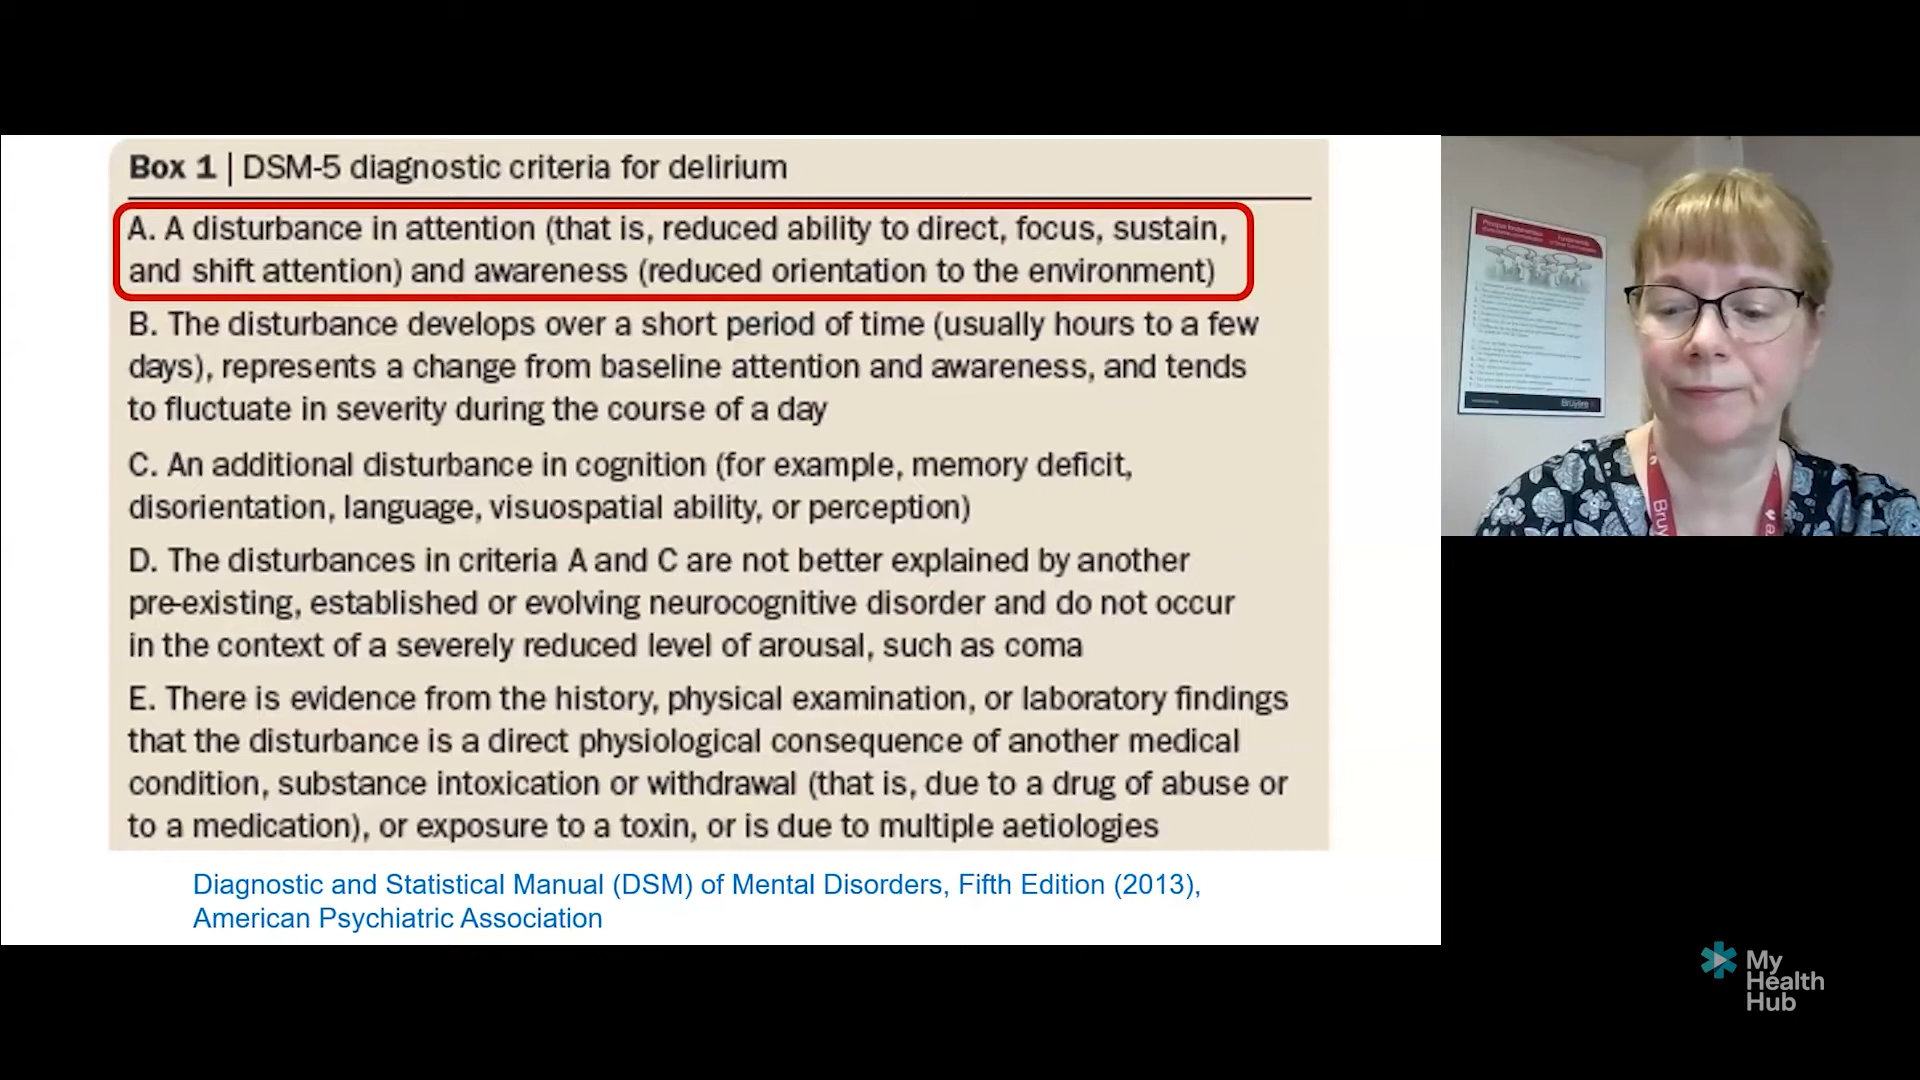 Box 1 | DSM-5 diagnostic criteria for delirium
A. A disturbance in attention (that is, reduced ability to direct, focus, sustain,
and shift attention) and awareness (reduced orientation to the environment)
B. The disturbance develops over a short period of time (usually hours to a few
days), represents a change from baseline attention and awareness, and tends
to fluctuate in severity during the course of a day
C. An additional disturbance in cognition (for example, memory deficit,
disorientation, language, visuospatial ability, or perception)
D. The disturbances in criteria A and C are not better explained by another
pre-existing, established or evolving neurocognitive disorder and do not occur
in the context of a severely reduced level of arousal, such as coma
E. There is evidence from the history, physical examination, or laboratory findings
that the disturbance is a direct physiological consequence of another medical
condition, substance intoxication or withdrawal (that is, due to a drug of abuse or
to a medication), or exposure to a toxin, or is due to multiple aetiologies
Diagnostic and Statistical Manual (DSM) of Mental Disorders, Fifth Edition (2013),
American Psychiatric Association
Bruyère
Bruy
re
My
Health
Hub